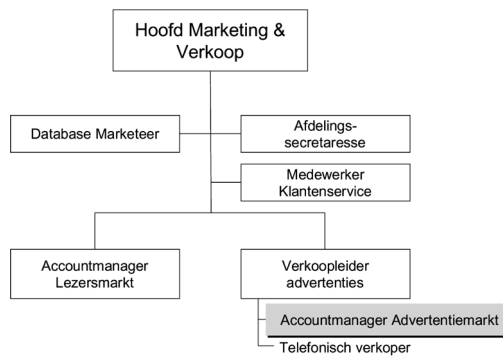 Hoofd Marketing &
Verkoop
Database Marketeer
Afdelings-
secretaresse
Medewerker
Klantenservice
Accountmanager
Lezersmarkt
Verkoopleider
advertenties
Accountmanager Advertentiemarkt
Telefonisch verkoper